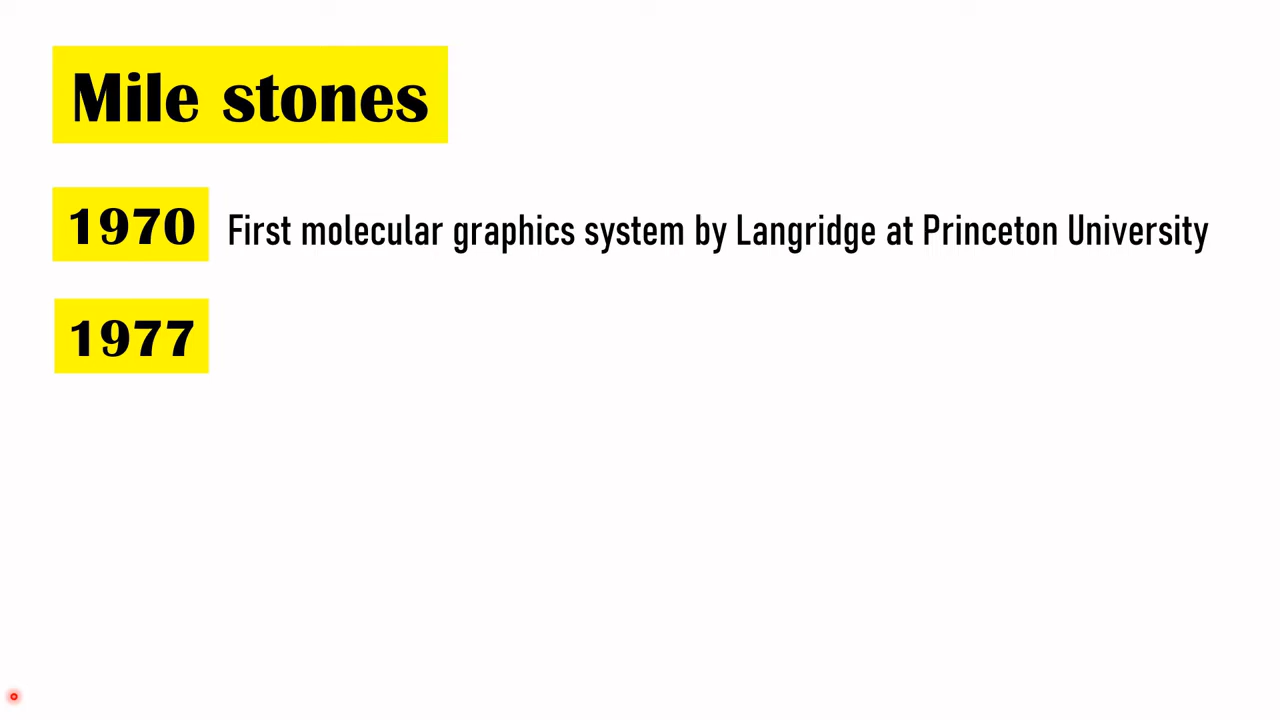 Mile stones
1970 First molecular graphics system by Langridge at Princeton University
1977